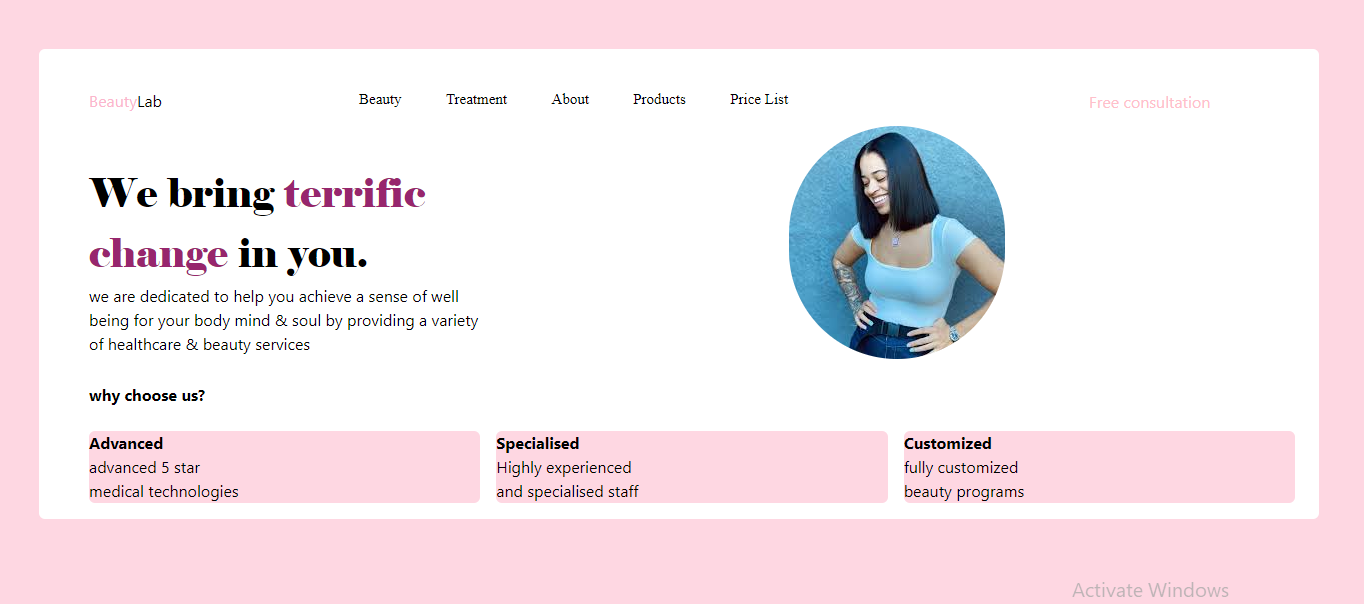 BeautyLab
Beauty Treatment About Products Price List
Free consultation
We bring terrific
change in you.
we are dedicated to help you achieve a sense of well
being for your body mind & soul by providing a variety
of healthcare & beauty services
why choose us?
Advanced
advanced 5 star
medical technologies
Specialised
Highly experienced
and specialised staff
Customized
fully customized
beauty programs
Activate Windows